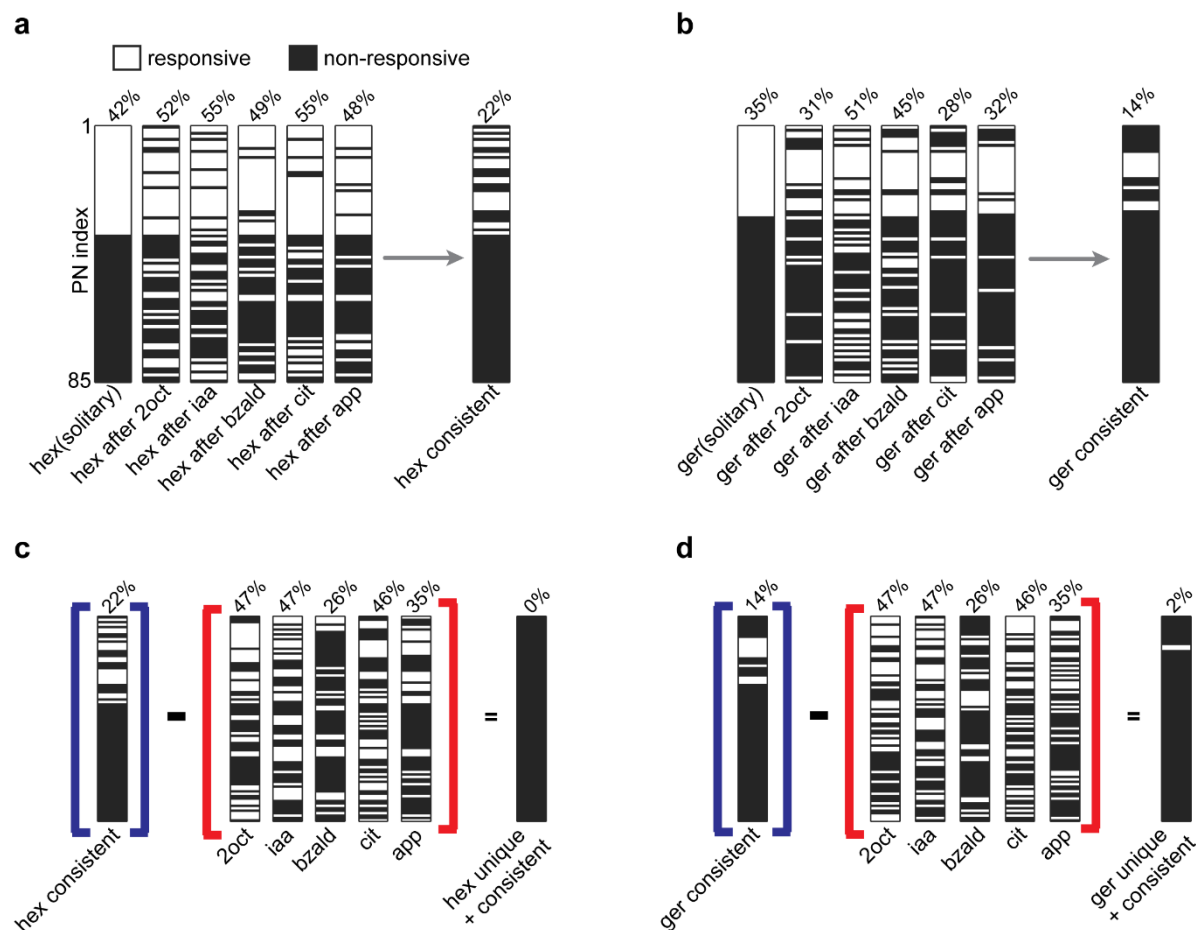 a
responsive
non-responsive
42%
52%
55%
49%
55%
48%
22%
1
PN index
85
hex(solitary)
hex after 2oct
hex after iaa
hex after bzald
hex after cit
hex after app
hex consistent
b
35%
31%
51%
45%
28%
32%
14%
ger(solitary)
ger after 2oct
ger after iaa
ger after bzald
ger after cit
ger after app
ger consistent
c
22%
47%
47%
26%
46%
35%
0%
-
=
hex consistent
2oct
iaa
bzald
cit
app
hex unique
+ consistent
d
14%
47%
47%
26%
46%
35%
2%
-
=
ger consistent
2oct
iaa
bzald
cit
app
ger unique
+ consistent